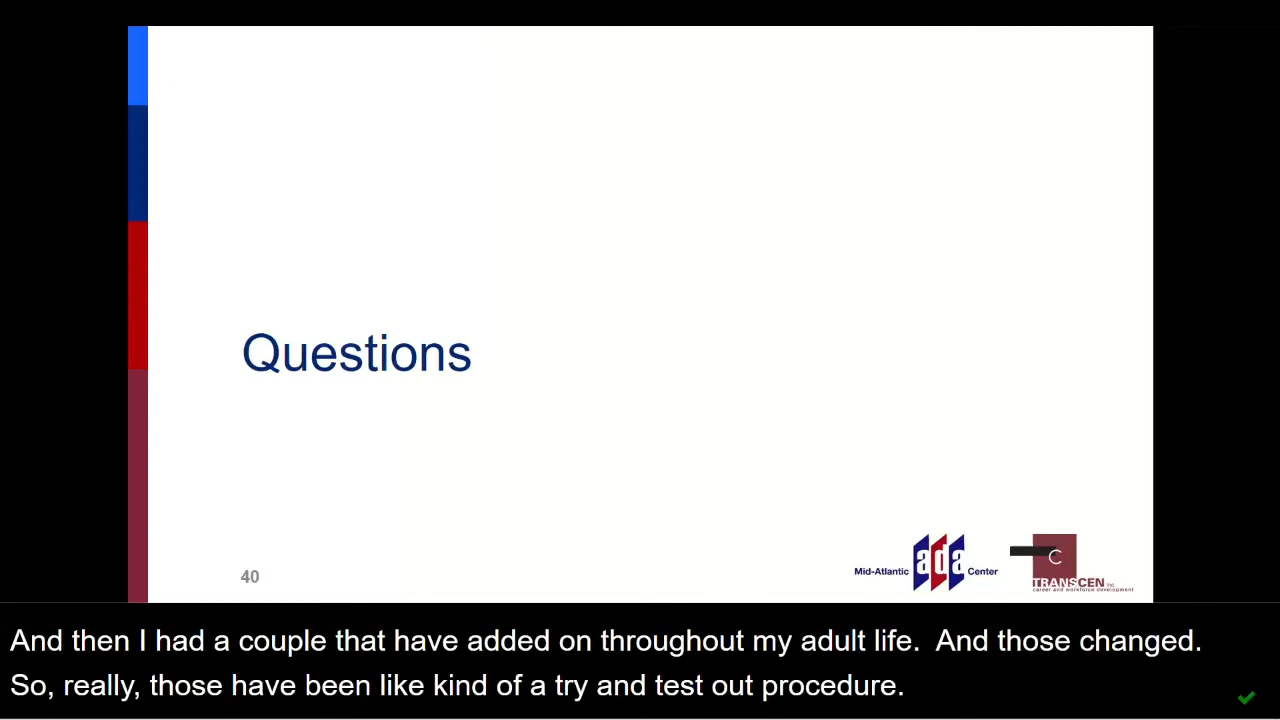 Questions
40
Mid-Atlantic ada Center
C
TRANSCEN inc.
career and workforce development
And then I had a couple that have added on throughout my adult life.  And those changed.
So, really, those have been like kind of a try and test out procedure.